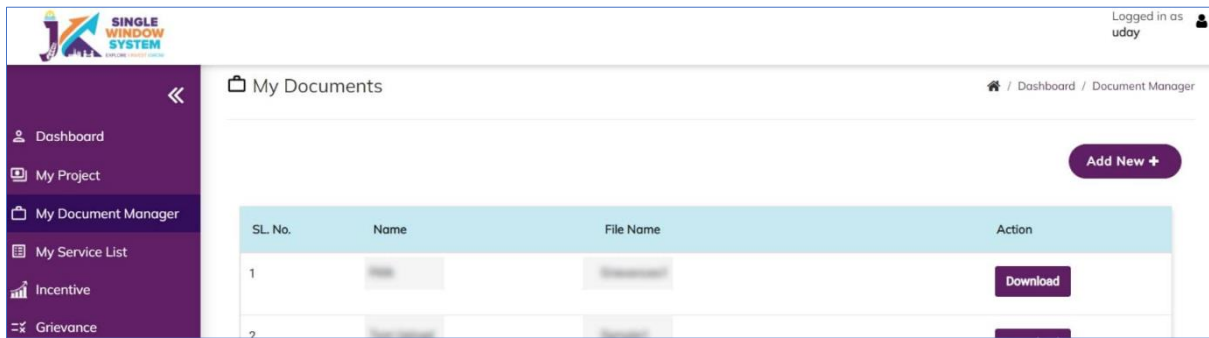 SINGLE
WINDOW
SYSTEM
Logged in as
uday
My Documents
/ Dashboard / Document Manager
Dashboard
My Project
My Document Manager
My Service List
Incentive
Grievance
Add New +
SL. No. Name File Name Action
1 Download
2